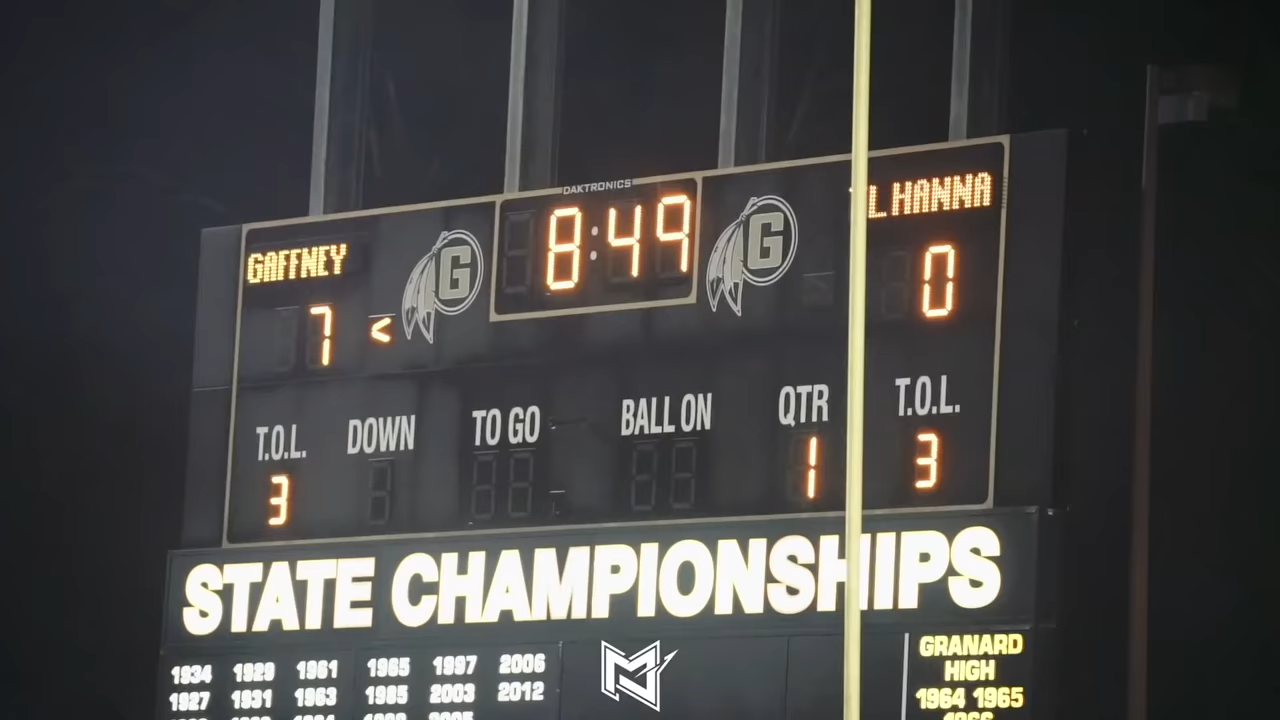 DAKTRONICS
GAFFNEY
8:49
L HANNA
7 <
G
G
0
T.O.L.
DOWN
TO GO
BALL ON
QTR
T.O.L.
3
1
3
STATE CHAMPIONSHIPS
1934 1929 1961 1965 1997 2006
1927 1931 1963 1985 2003 2012
GRANARD
HIGH
1964 1965